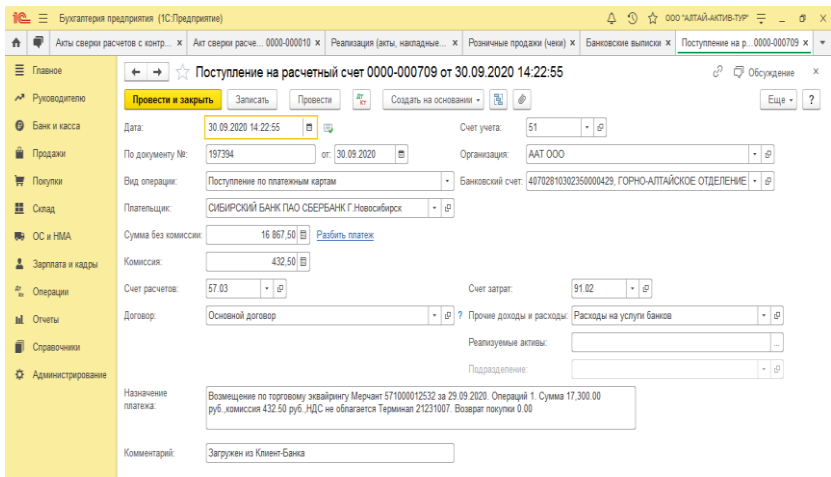 Бухгалтерия предприятия (1С:Предприятие)
ООО "АЛТАЙ-АКТИВ-ТУР"
Акты сверки расчетов с контр... x
Акт сверки расче... 0000-000010 x
Реализация (акты, накладные... x
Розничные продажи (чеки) x
Банковские выписки x
Поступление на р...0000-000709 x
Главное
Руководителю
Банк и касса
Продажи
Покупки
Склад
ОС и НМА
Зарплата и кадры
Операции
Отчеты
Справочники
Администрирование
Поступление на расчетный счет 0000-000709 от 30.09.2020 14:22:55
Обсуждение
Провести и закрыть
Записать
Провести
Дт Кт
Создать на основании
Еще
?
Дата: 30.09.2020 14:22:55
Счет учета: 51
По документу №: 197394 от: 30.09.2020
Организация: ААТ ООО
Вид операции: Поступление по платежным картам
Банковский счет: 40702810302350000429, ГОРНО-АЛТАЙСКОЕ ОТДЕЛЕНИЕ
Плательщик: СИБИРСКИЙ БАНК ПАО СБЕРБАНК Г.Новосибирск
Сумма без комиссии: 16 867,50 Разбить платеж
Комиссия: 432,50
Счет расчетов: 57.03
Счет затрат: 91.02
Договор: Основной договор
? Прочие доходы и расходы: Расходы на услуги банков
Реализуемые активы:
Подразделение:
Назначение
платежа:
Возмещение по торговому эквайрингу Мерчант 571000012532 за 29.09.2020. Операций 1. Сумма 17,300.00
руб.,комиссия 432.50 руб.,НДС не облагается Терминал 21231007. Возврат покупки 0.00
Комментарий: Загружен из Клиент-Банка